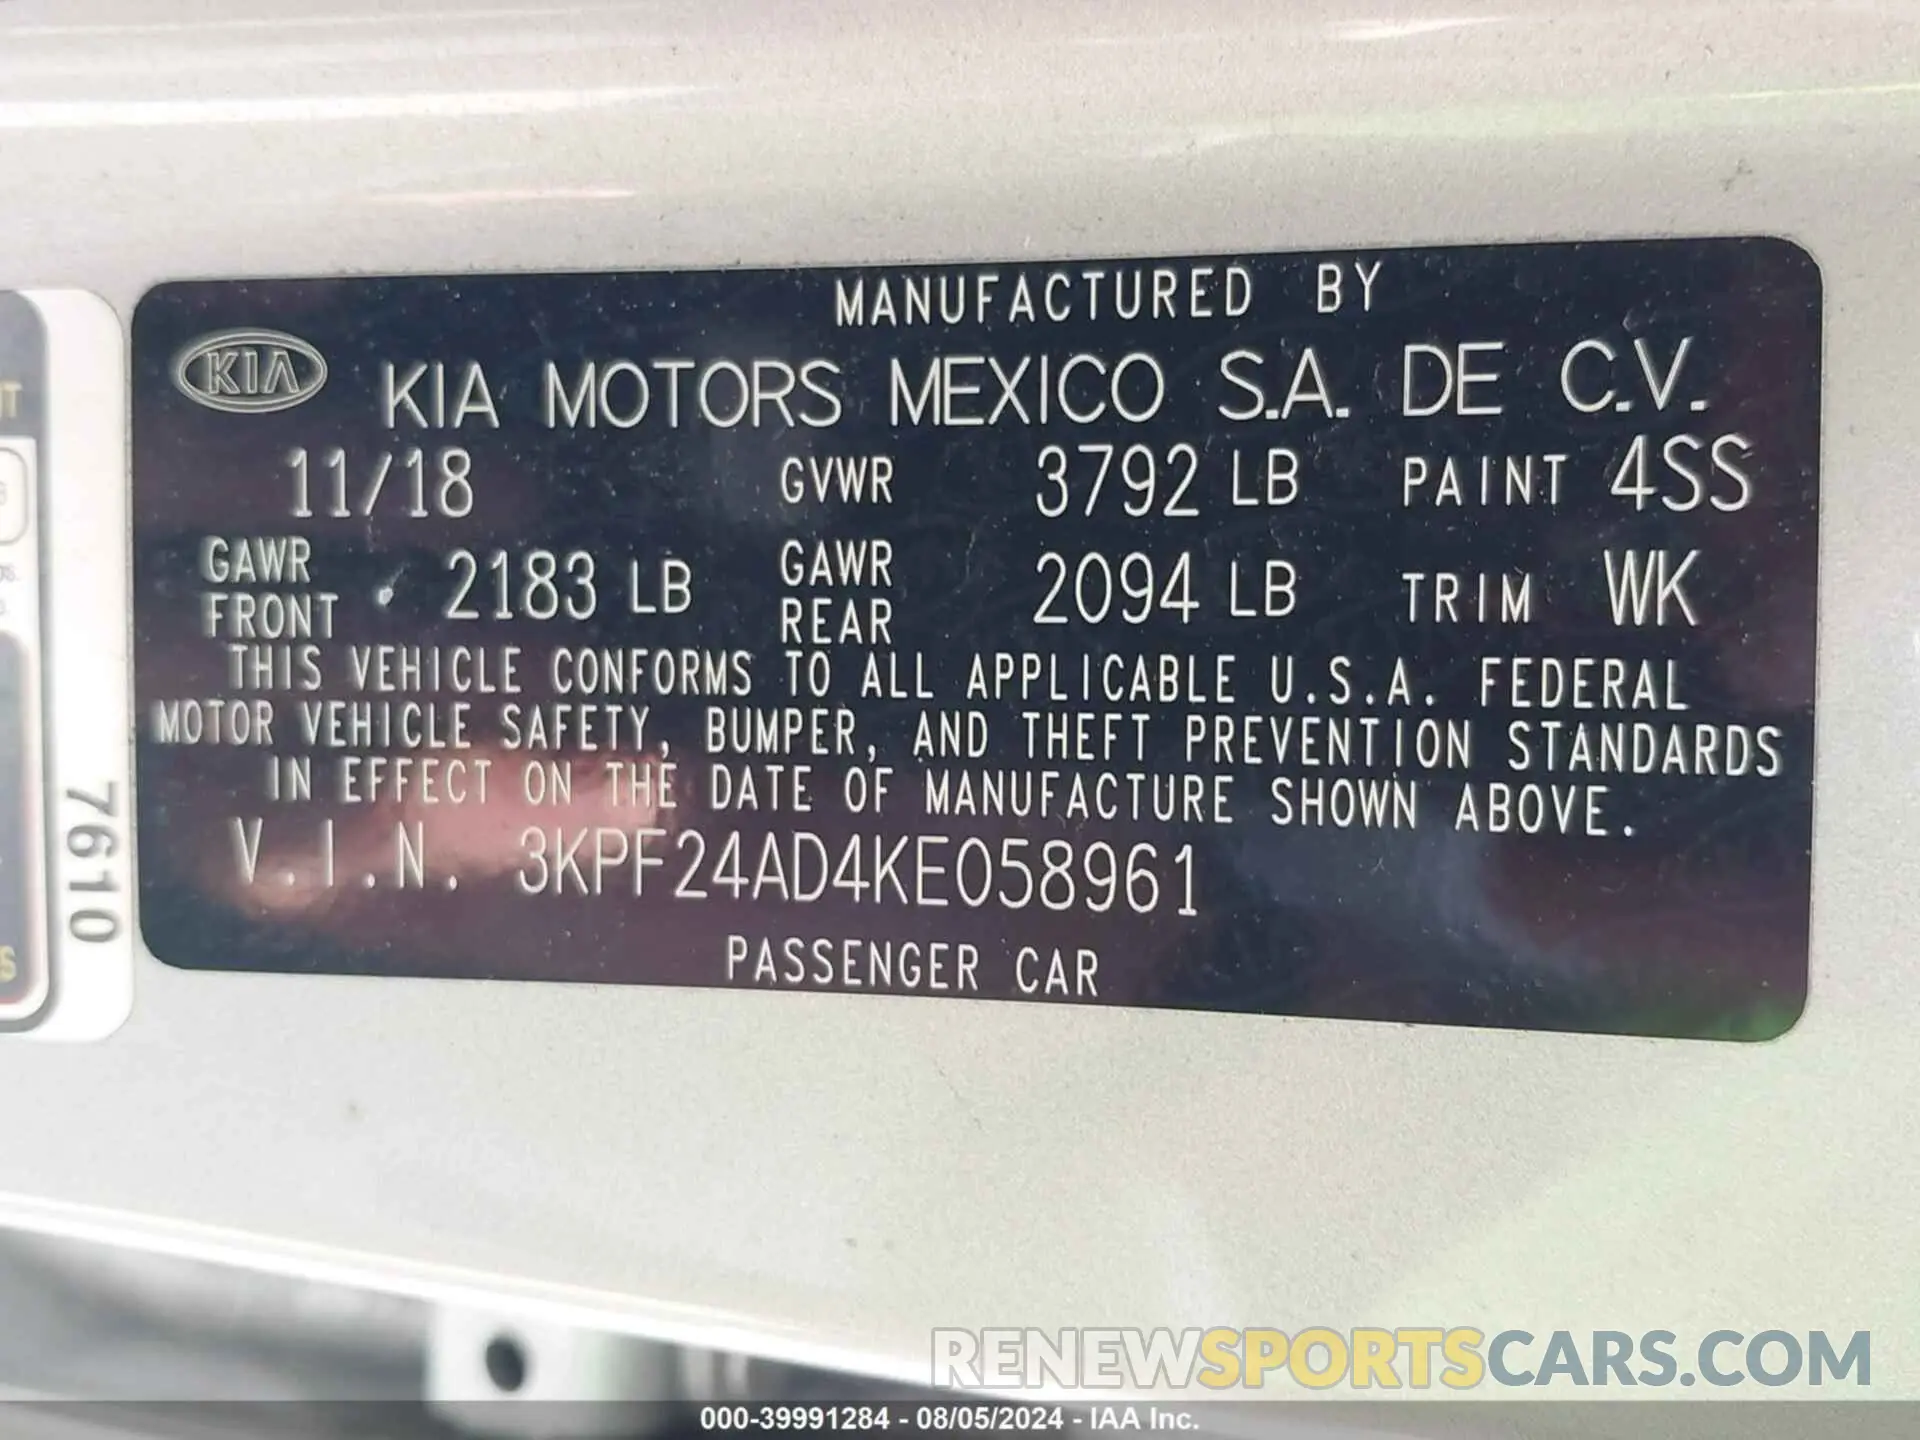 MANUFACTURED BY
KIA KIA MOTORS MEXICO S.A. DE C.V.
11/18 GVWR 3792 LB PAINT 4SS
GAWR FRONT 2183 LB GAWR REAR 2094 LB TRIM WK
THIS VEHICLE CONFORMS TO ALL APPLICABLE U.S.A. FEDERAL
MOTOR VEHICLE SAFETY, BUMPER, AND THEFT PREVENTION STANDARDS
IN EFFECT ON THE DATE OF MANUFACTURE SHOWN ABOVE.
V.I.N. 3KPF24AD4KE058961
PASSENGER CAR
7610
RENEWSPORTSCARS.COM
000-39991284 - 08/05/2024 - IAA Inc.